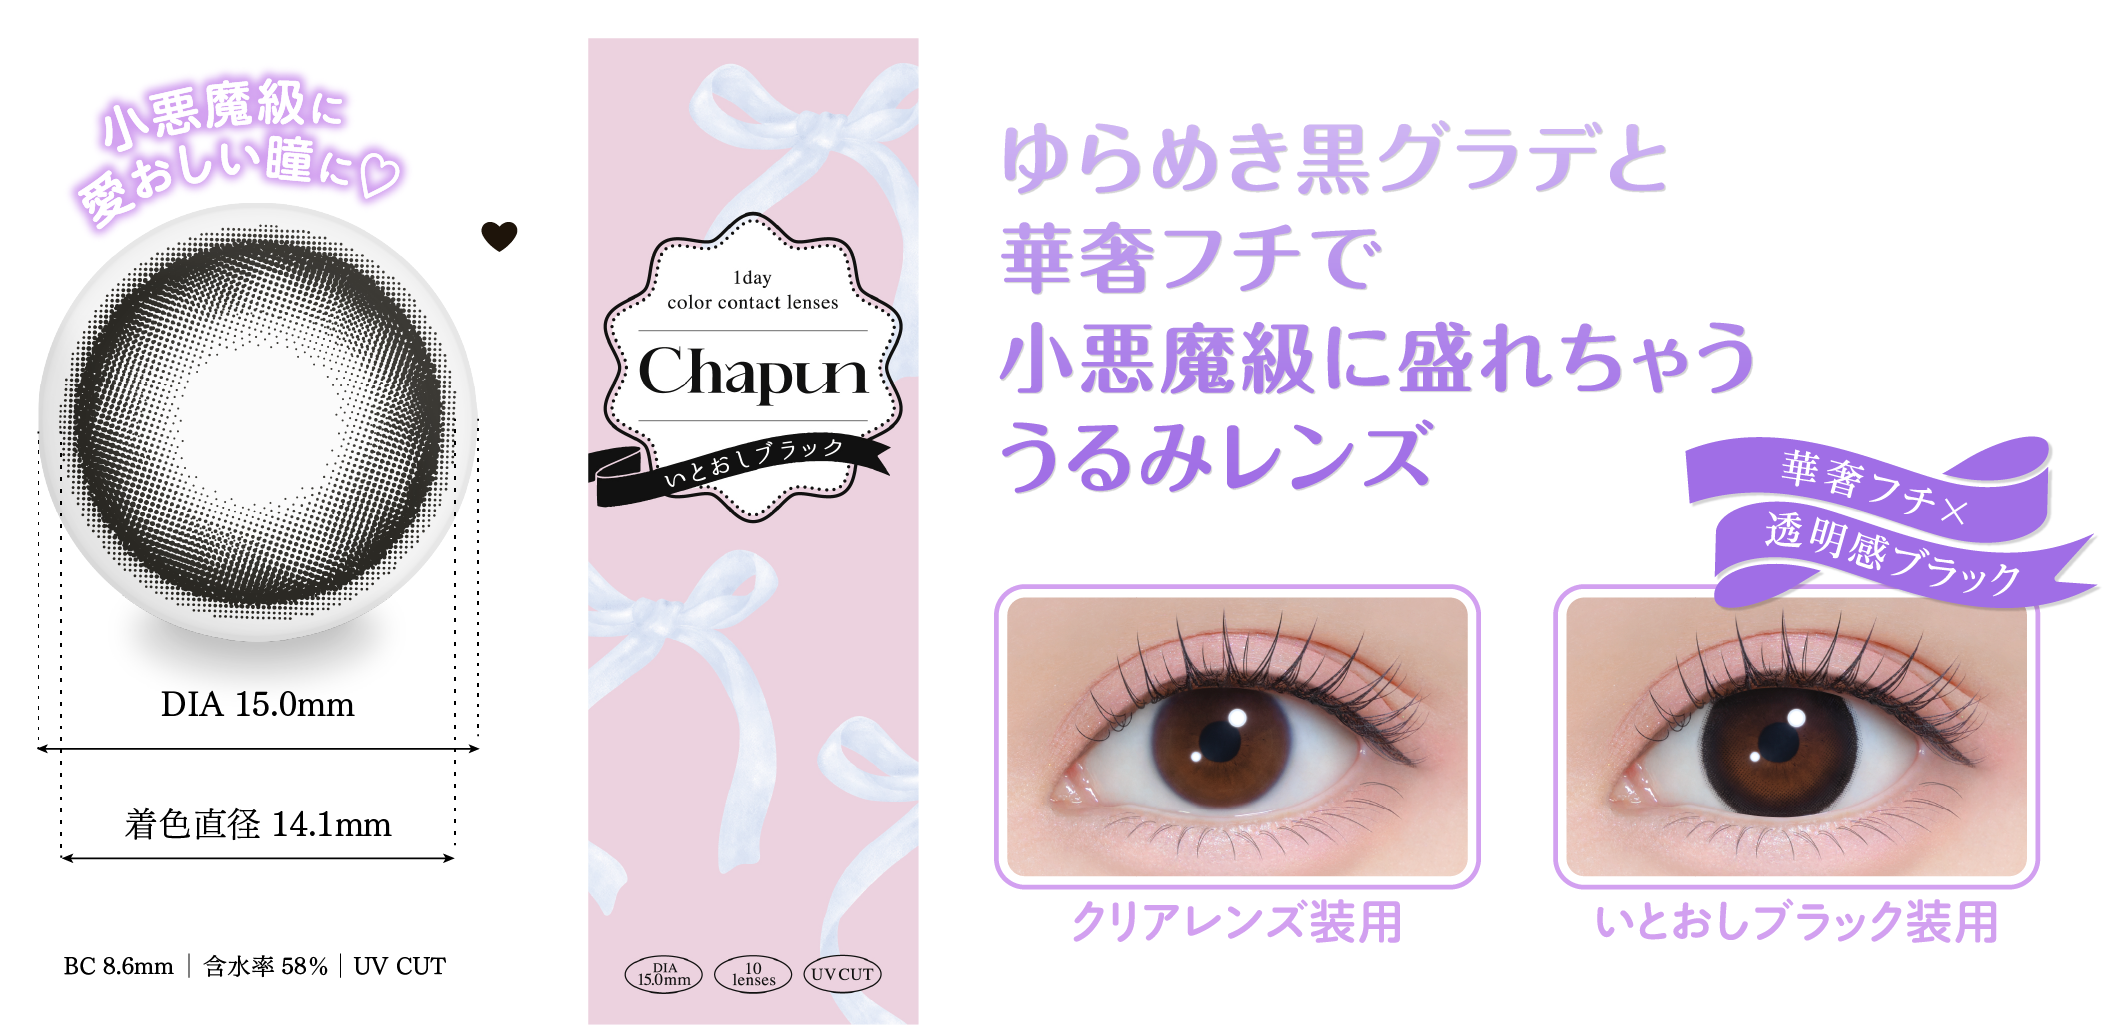 小悪魔級に
愛おしい瞳に♡
DIA 15.0mm
着色直径 14.1mm
BC 8.6mm｜含水率 58%｜UV CUT
1day
color contact lenses
Chapun
いとおしブラック
DIA
15.0mm
10
lenses
UV CUT
ゆらめき黒グラデと
華奢フチで
小悪魔級に盛れちゃう
うるみレンズ
華奢フチ×
透明感ブラック
クリアレンズ装用
いとおしブラック装用